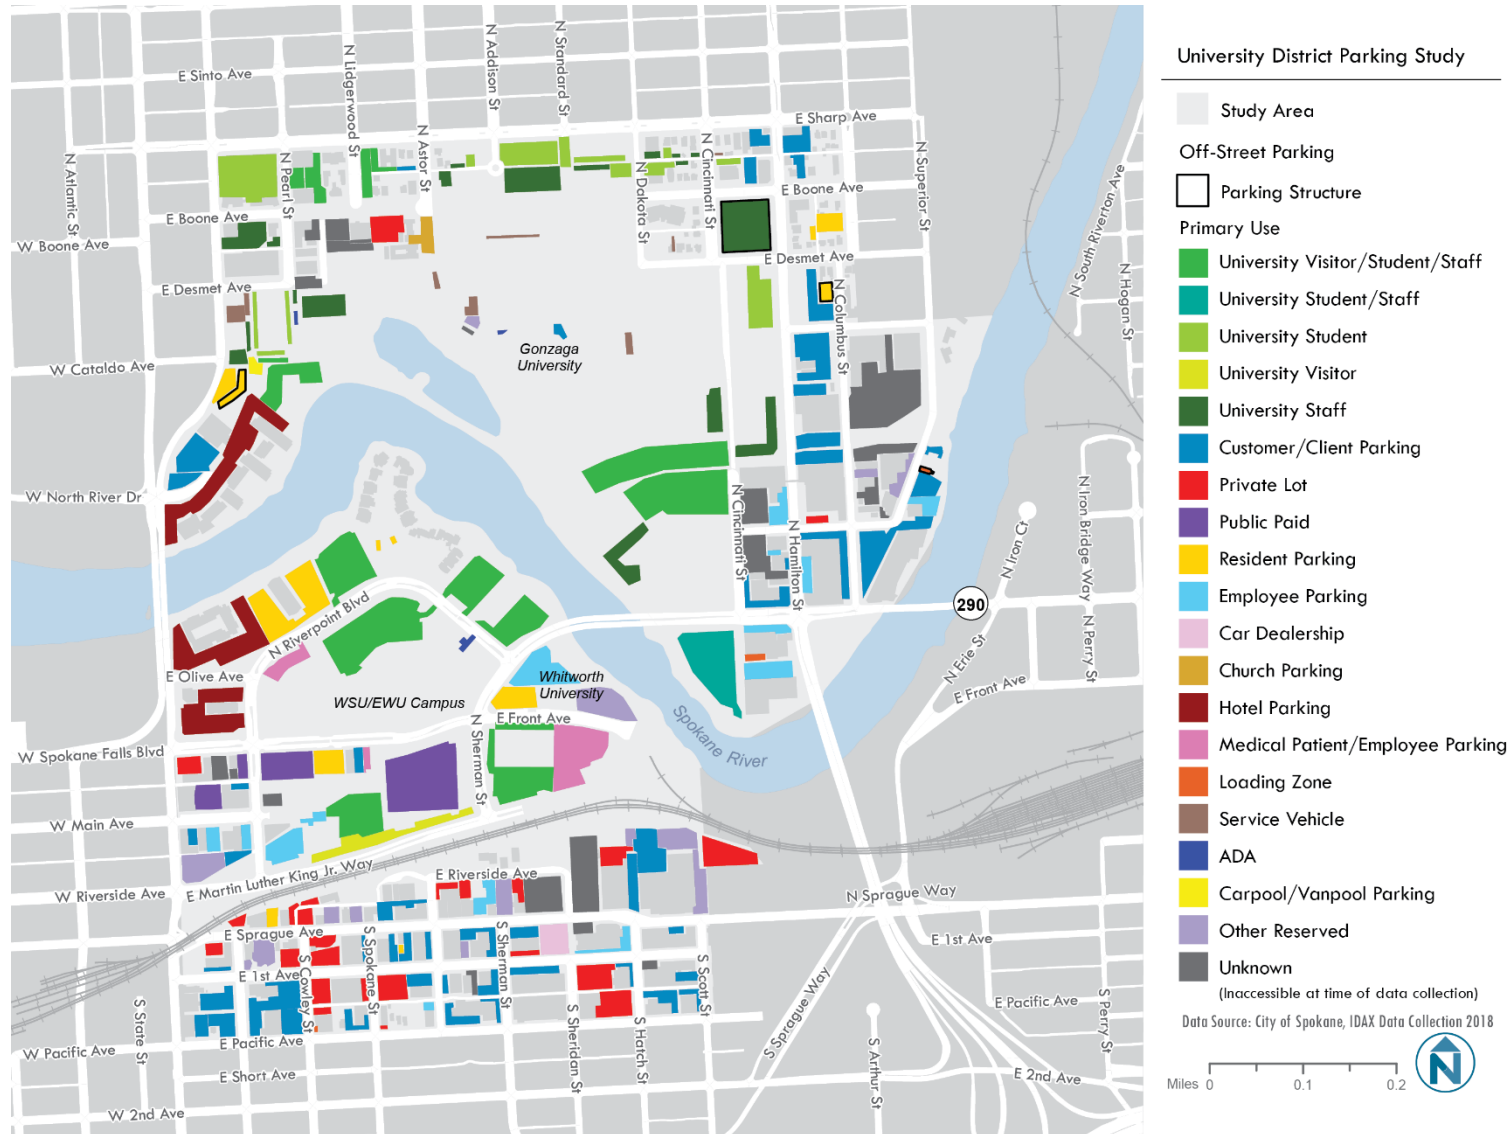 University District Parking Study
Study Area
Off-Street Parking
Parking Structure
Primary Use
University Visitor/Student/Staff
University Student/Staff
University Student
University Visitor
University Staff
Customer/Client Parking
Private Lot
Public Paid
Resident Parking
Employee Parking
Car Dealership
Church Parking
Hotel Parking
Medical Patient/Employee Parking
Loading Zone
Service Vehicle
ADA
Carpool/Vanpool Parking
Other Reserved
Unknown
(Inaccessible at time of data collection)
Data Source: City of Spokane, IDAX Data Collection 2018
Miles 0 0.1 0.2
N
E Sinto Ave
N Lidgerwood St
N Addison St
N Standard St
E Sharp Ave
N Atlantic St
N Pearl St
N Astor St
N Dakota St
N Cincinnati St
N Superior St
E Boone Ave
E Boone Ave
W Boone Ave
E Desmet Ave
E Desmet Ave
N South Riverton Ave
N Hogan St
N Columbus St
W Cataldo Ave
Gonzaga
University
W North River Dr
N Cincinnati St
N Hamilton St
N Iron Ct
N Iron Bridge Way
290
N Riverpoint Blvd
N Perry St
N Erie St
E Front Ave
E Olive Ave
WSU/EWU Campus
Whitworth
University
E Front Ave
N Sherman St
Spokane River
W Spokane Falls Blvd
W Main Ave
E Martin Luther King Jr. Way
W Riverside Ave
E Riverside Ave
N Sprague Way
E Sprague Ave
E 1st Ave
E 1st Ave
S Cowley St
S Spokane St
S Sherman St
S Scott St
S State St
S Sheridan St
S Hatch St
S Sprague Way
S Arthur St
S Perry St
E Pacific Ave
E Pacific Ave
W Pacific Ave
E Short Ave
E 2nd Ave
W 2nd Ave